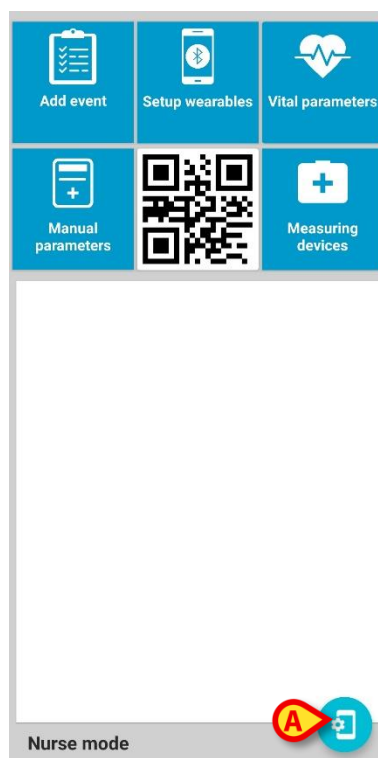 Add event
Setup wearables
Vital parameters
Manual
parameters
Measuring
devices
A
Nurse mode